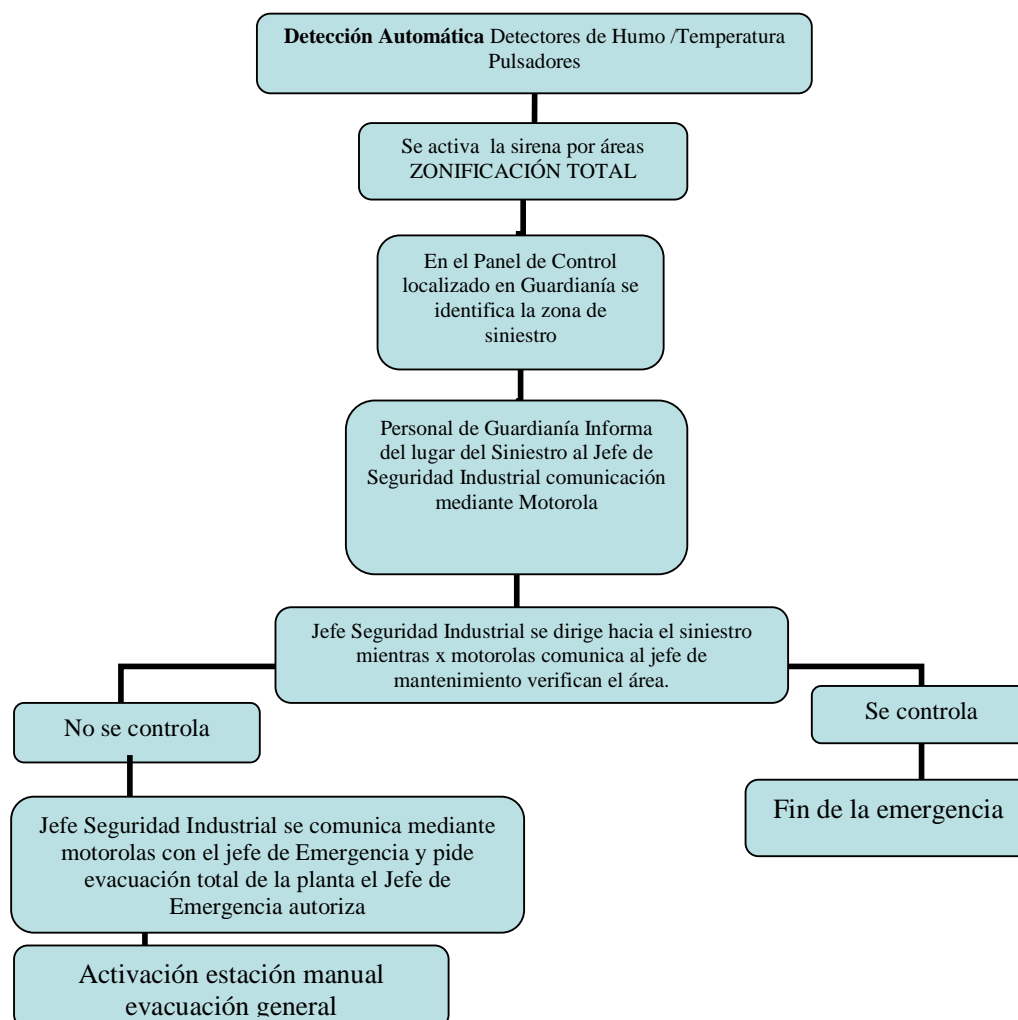 Detección Automática Detectores de Humo /Temperatura
Pulsadores
Se activa la sirena por áreas
ZONIFICACIÓN TOTAL
En el Panel de Control
localizado en Guardianía se
identifica la zona de
siniestro
Personal de Guardianía Informa
del lugar del Siniestro al Jefe de
Seguridad Industrial comunicación
mediante Motorola
Jefe Seguridad Industrial se dirige hacia el siniestro
mientras x motorolas comunica al jefe de
mantenimiento verifican el área.
No se controla
Se controla
Jefe Seguridad Industrial se comunica mediante
motorolas con el jefe de Emergencia y pide
evacuación total de la planta el Jefe de
Emergencia autoriza
Fin de la emergencia
Activación estación manual
evacuación general